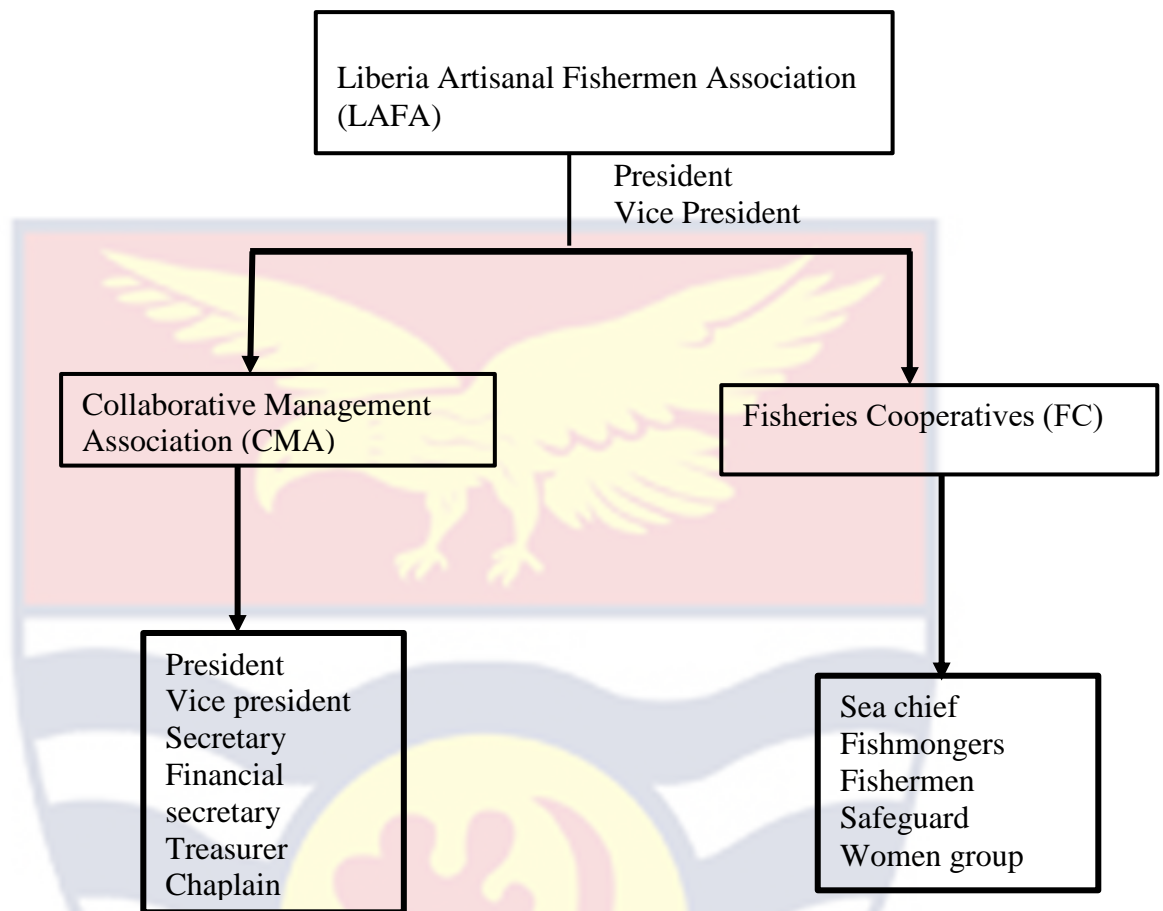 Liberia Artisanal Fishermen Association
(LAFA)
President
Vice President
Collaborative Management
Association (CMA)
Fisheries Cooperatives (FC)
President
Vice president
Secretary
Financial
secretary
Treasurer
Chaplain
Sea chief
Fishmongers
Fishermen
Safeguard
Women group